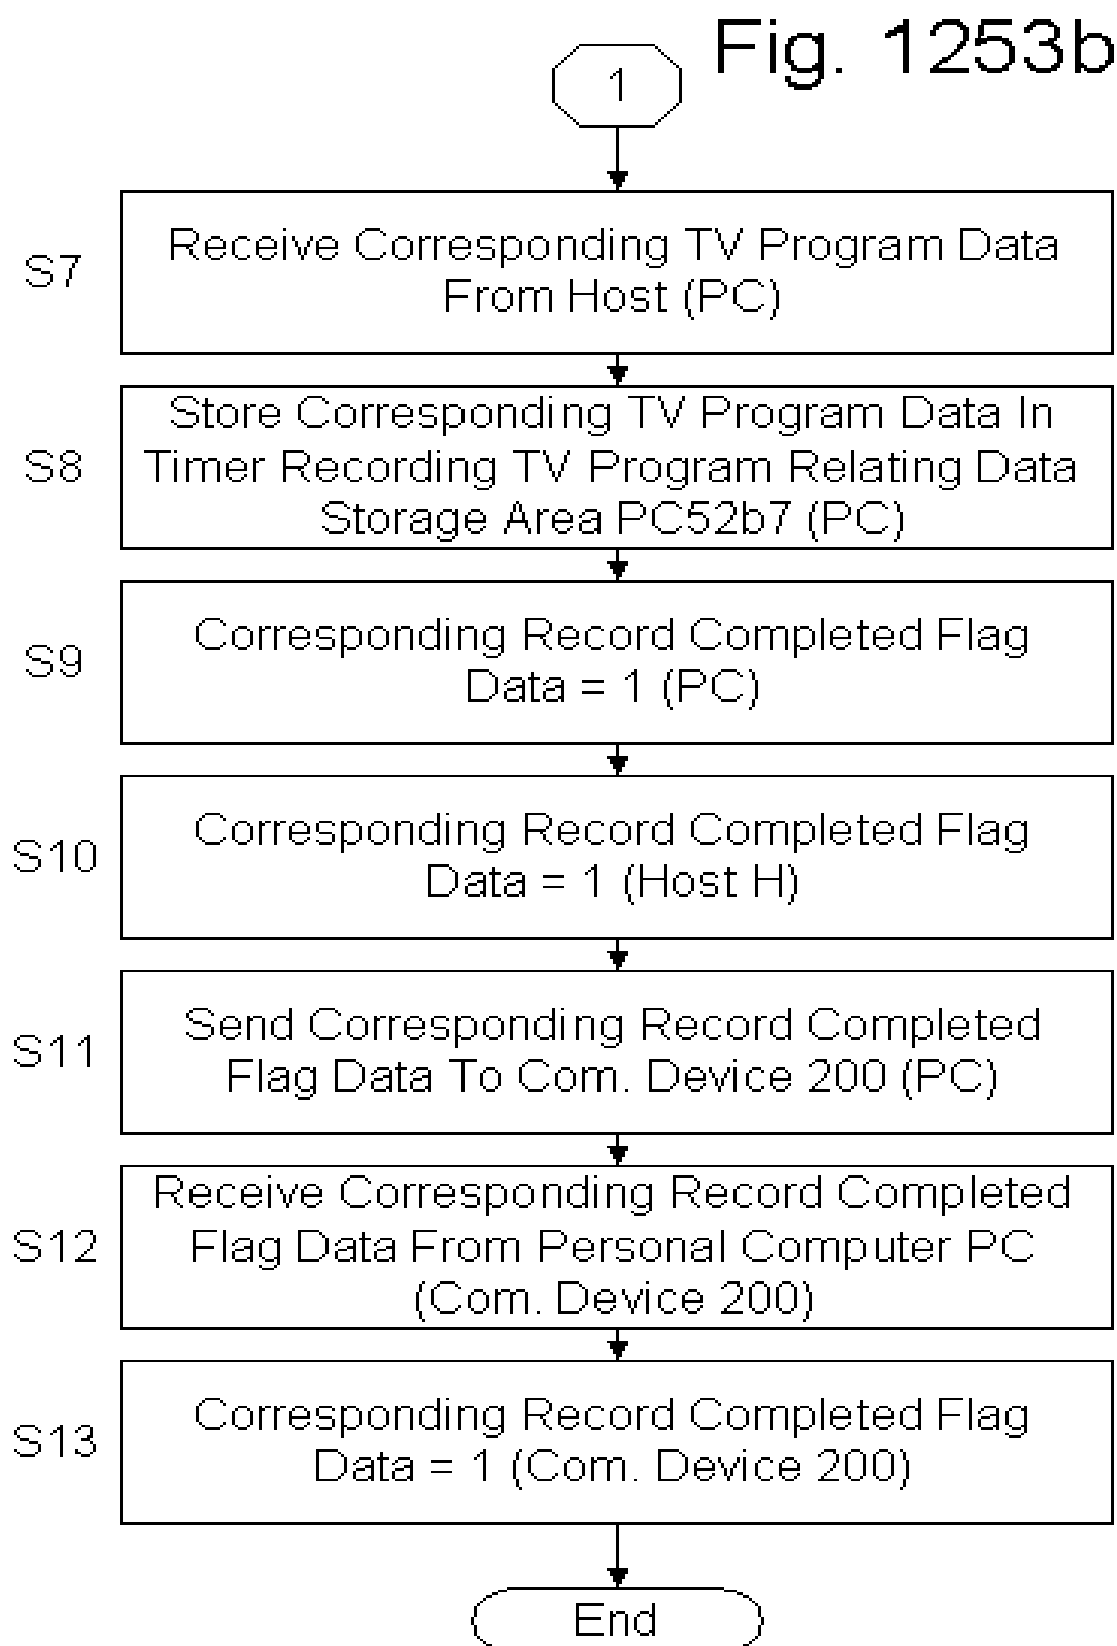 Fig. 1253b
1
S7
Receive Corresponding TV Program Data
From Host (PC)
S8
Store Corresponding TV Program Data In
Timer Recording TV Program Relating Data
Storage Area PC52b7 (PC)
S9
Corresponding Record Completed Flag
Data = 1 (PC)
S10
Corresponding Record Completed Flag
Data = 1 (Host H)
S11
Send Corresponding Record Completed
Flag Data To Com. Device 200 (PC)
S12
Receive Corresponding Record Completed
Flag Data From Personal Computer PC
(Com. Device 200)
S13
Corresponding Record Completed Flag
Data = 1 (Com. Device 200)
End